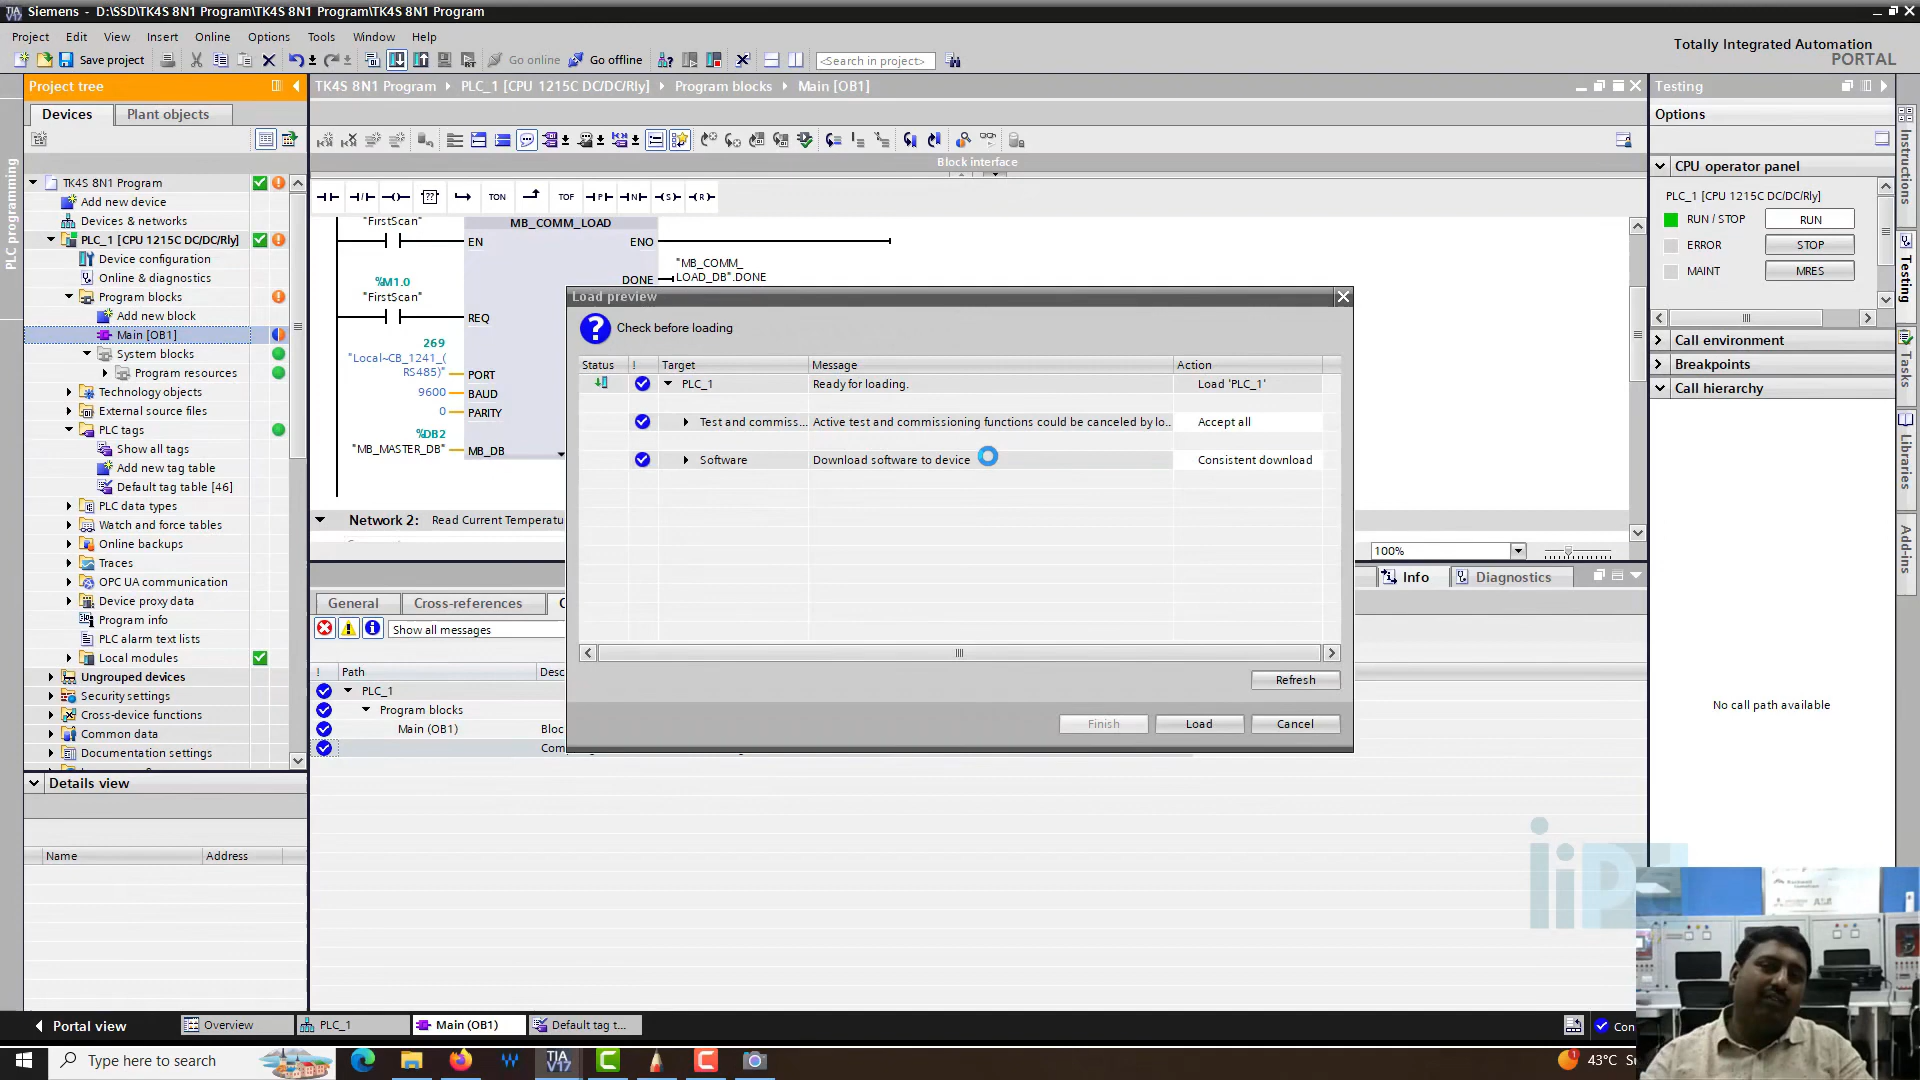 Siemens - D:\SSD\TK4S 8N1 Program\TK4S 8N1 Program\TK4S 8N1 Program
Project Edit View Insert Online Options Tools Window Help
Totally Integrated Automation
PORTAL
Save project
Go online
Go offline
<Search in project>
Project tree
TK4S 8N1 Program
PLC_1 [CPU 1215C DC/DC/Rly]
Program blocks
Main [OB1]
Testing
Devices
Plant objects
Options
PLC programming
Block interface
TK4S 8N1 Program
Add new device
Devices & networks
PLC_1 [CPU 1215C DC/DC/Rly]
Device configuration
Online & diagnostics
Program blocks
Add new block
Main [OB1]
System blocks
Program resources
Technology objects
External source files
PLC tags
Show all tags
Add new tag table
Default tag table [46]
PLC data types
Watch and force tables
Online backups
Traces
OPC UA communication
Device proxy data
Program info
PLC alarm text lists
Local modules
Ungrouped devices
Security settings
Cross-device functions
Common data
Documentation settings
Details view
Name Address
TON
TOF
"FirstScan"
MB_COMM_LOAD
EN
ENO
"MB_COMM_
LOAD_DB".DONE
DONE
%M1.0
"FirstScan"
REQ
269
"Local~CB_1241_(
RS485)"
PORT
9600
BAUD
0
PARITY
%DB2
"MB_MASTER_DB"
MB_DB
Network 2:
Read Current Temperatu
100%
Load preview
Check before loading
Status ! Target Message Action
PLC_1 Ready for loading. Load 'PLC_1'
Test and commiss... Active test and commissioning functions could be canceled by lo.. Accept all
Software Download software to device Consistent download
Refresh
Finish
Load
Cancel
Info
Diagnostics
General
Cross-references
Show all messages
! Path
Desc
PLC_1
Program blocks
Main (OB1)
Bloc
Com
CPU operator panel
PLC_1 [CPU 1215C DC/DC/Rly]
RUN / STOP
RUN
ERROR
STOP
MAINT
MRES
Call environment
Breakpoints
Call hierarchy
No call path available
Instructions
Testing
Tasks
Libraries
Add-ins
Portal view
Overview
PLC_1
Main (OB1)
Default tag t...
Con
Type here to search
TIA
V17
1
43°C